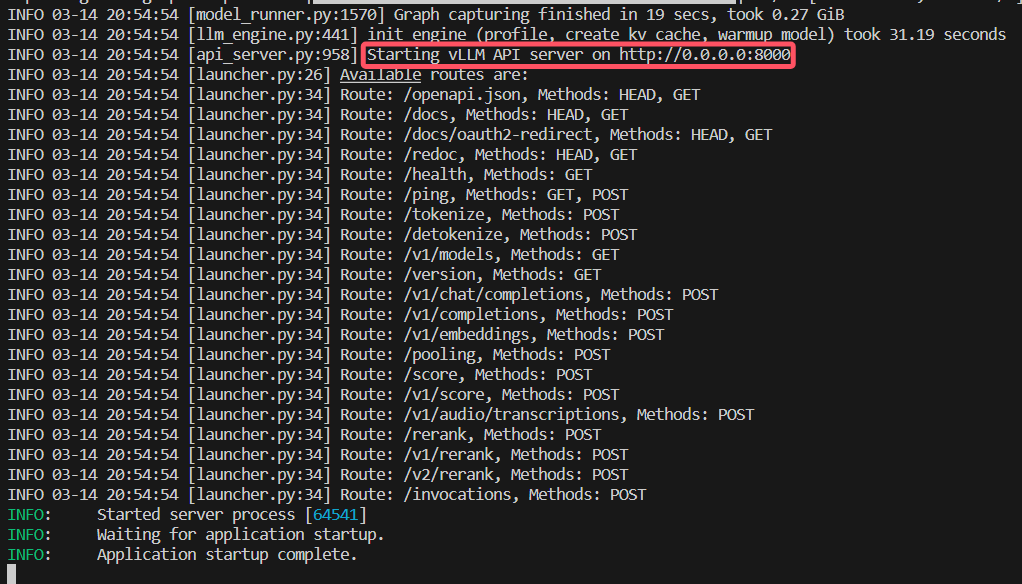 INFO 03-14 20:54:54 [model_runner.py:1570] Graph capturing finished in 19 secs, took 0.27 GiB
INFO 03-14 20:54:54 [llm_engine.py:441] init engine (profile, create kv cache, warmup model) took 31.19 seconds
INFO 03-14 20:54:54 [api_server.py:958] Starting vLLM API server on http://0.0.0.0:8000
INFO 03-14 20:54:54 [launcher.py:26] Available routes are:
INFO 03-14 20:54:54 [launcher.py:34] Route: /openapi.json, Methods: HEAD, GET
INFO 03-14 20:54:54 [launcher.py:34] Route: /docs, Methods: HEAD, GET
INFO 03-14 20:54:54 [launcher.py:34] Route: /docs/oauth2-redirect, Methods: HEAD, GET
INFO 03-14 20:54:54 [launcher.py:34] Route: /redoc, Methods: HEAD, GET
INFO 03-14 20:54:54 [launcher.py:34] Route: /health, Methods: GET
INFO 03-14 20:54:54 [launcher.py:34] Route: /ping, Methods: GET, POST
INFO 03-14 20:54:54 [launcher.py:34] Route: /tokenize, Methods: POST
INFO 03-14 20:54:54 [launcher.py:34] Route: /detokenize, Methods: POST
INFO 03-14 20:54:54 [launcher.py:34] Route: /v1/models, Methods: GET
INFO 03-14 20:54:54 [launcher.py:34] Route: /version, Methods: GET
INFO 03-14 20:54:54 [launcher.py:34] Route: /v1/chat/completions, Methods: POST
INFO 03-14 20:54:54 [launcher.py:34] Route: /v1/completions, Methods: POST
INFO 03-14 20:54:54 [launcher.py:34] Route: /v1/embeddings, Methods: POST
INFO 03-14 20:54:54 [launcher.py:34] Route: /pooling, Methods: POST
INFO 03-14 20:54:54 [launcher.py:34] Route: /score, Methods: POST
INFO 03-14 20:54:54 [launcher.py:34] Route: /v1/score, Methods: POST
INFO 03-14 20:54:54 [launcher.py:34] Route: /v1/audio/transcriptions, Methods: POST
INFO 03-14 20:54:54 [launcher.py:34] Route: /rerank, Methods: POST
INFO 03-14 20:54:54 [launcher.py:34] Route: /v1/rerank, Methods: POST
INFO 03-14 20:54:54 [launcher.py:34] Route: /v2/rerank, Methods: POST
INFO 03-14 20:54:54 [launcher.py:34] Route: /invocations, Methods: POST
INFO:     Started server process [64541]
INFO:     Waiting for application startup.
INFO:     Application startup complete.